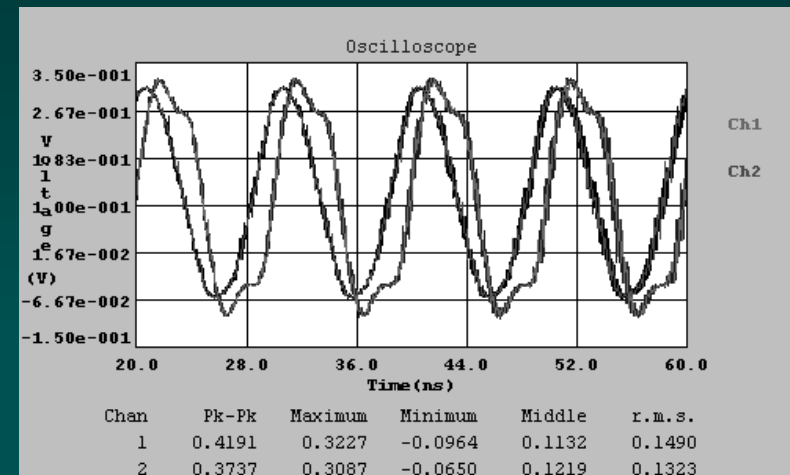 Oscilloscope
3.50e-001
2.67e-001
1.83e-001
1.00e-001
1.67e-002
-6.67e-002
-1.50e-001
Voltage
(V)
20.0 28.0 36.0 44.0 52.0 60.0
Time(ns)
Ch1
Ch2
Chan Pk-Pk Maximum Minimum Middle r.m.s.
1 0.4191 0.3227 -0.0964 0.1132 0.1490
2 0.3737 0.3087 -0.0650 0.1219 0.1323